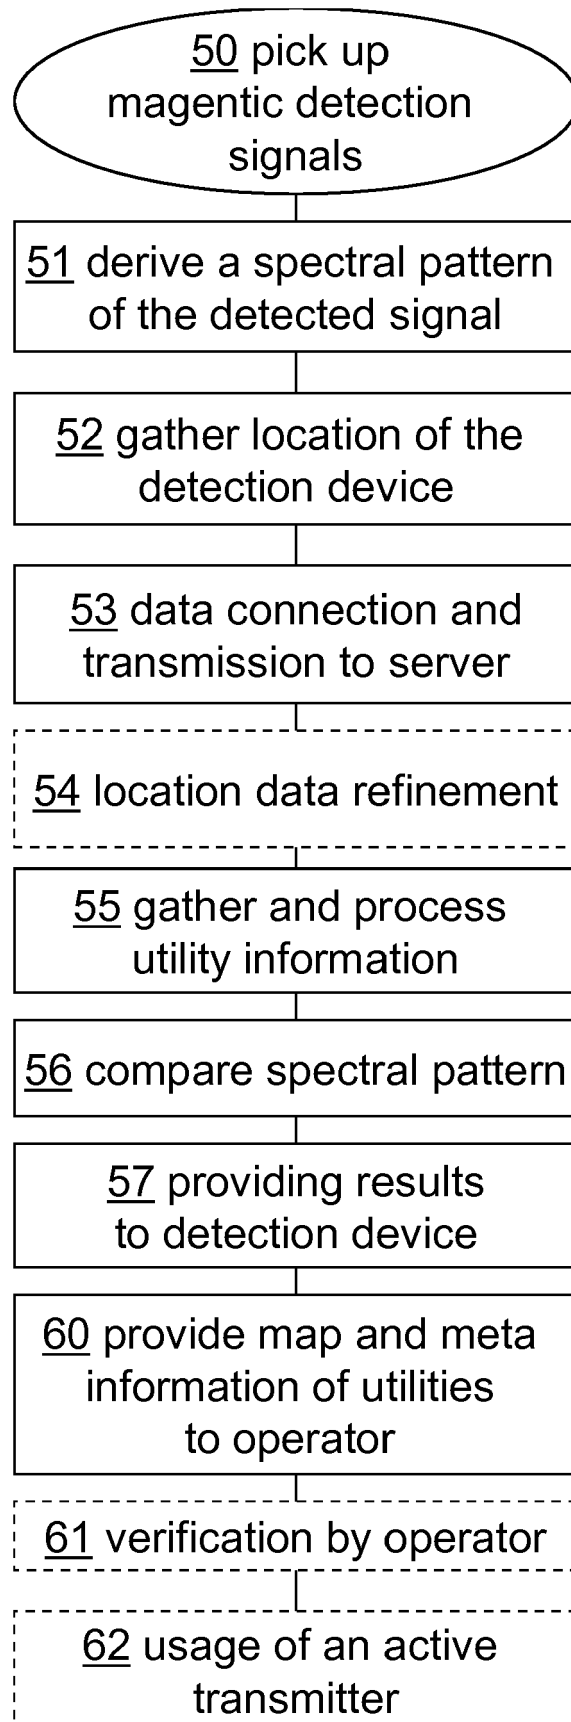 50 pick up
magentic detection
signals
51 derive a spectral pattern
of the detected signal
52 gather location of the
detection device
53 data connection and
transmission to server
54 location data refinement
55 gather and process
utility information
56 compare spectral pattern
57 providing results
to detection device
60 provide map and meta
information of utilities
to operator
61 verification by operator
62 usage of an active
transmitter